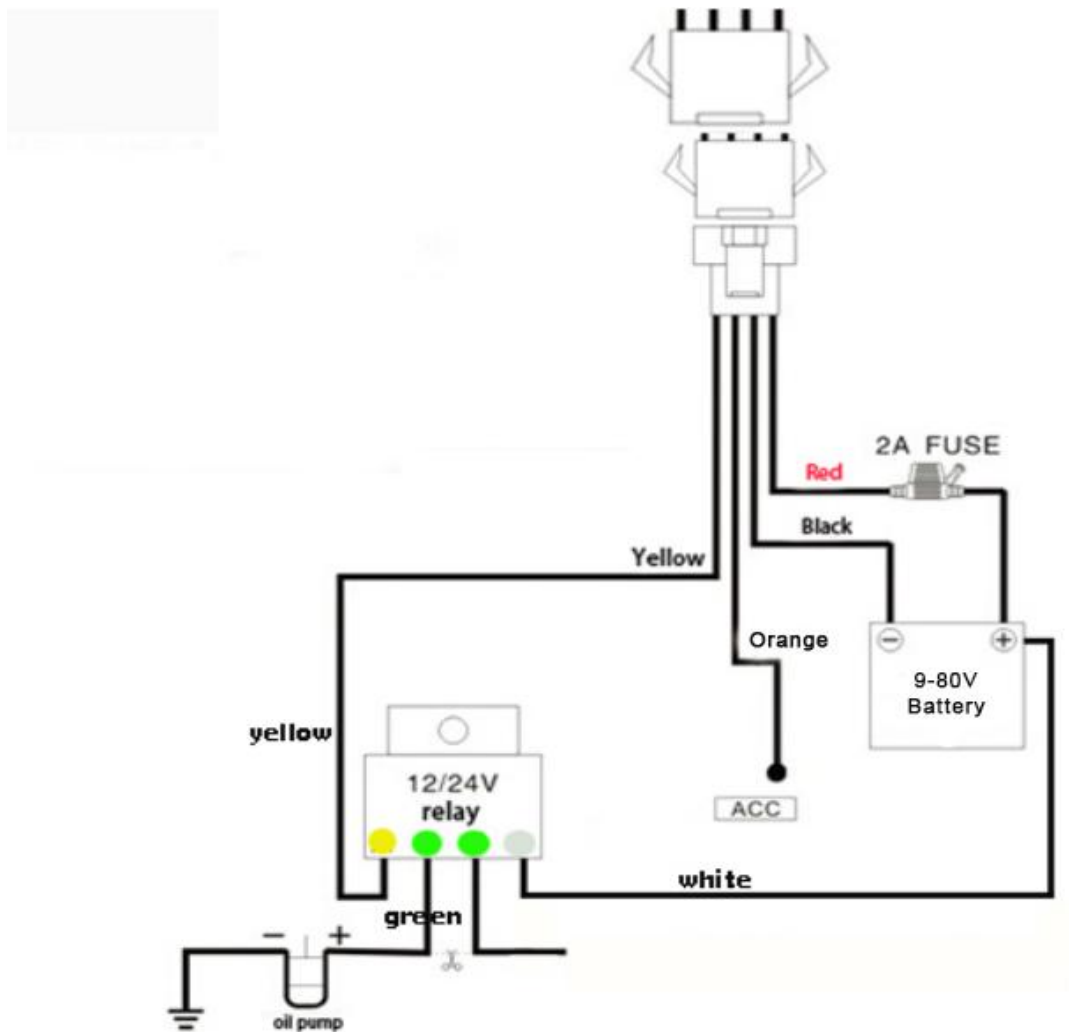 2A FUSE
Red
Black
Yellow
Orange
9-80V
Battery
yellow
12/24V
relay
ACC
white
green
oil pump